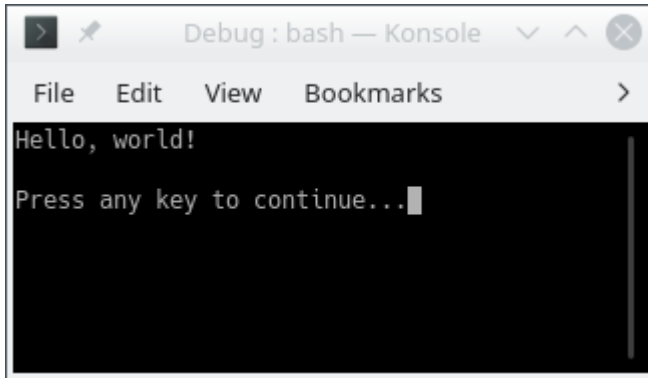 Debug : bash — Konsole
File Edit View Bookmarks
Hello, world!
Press any key to continue...